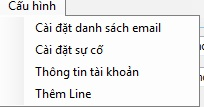 Cấu hình
Cài đặt danh sách email
Cài đặt sự cố
Thông tin tài khoản
Thêm Line